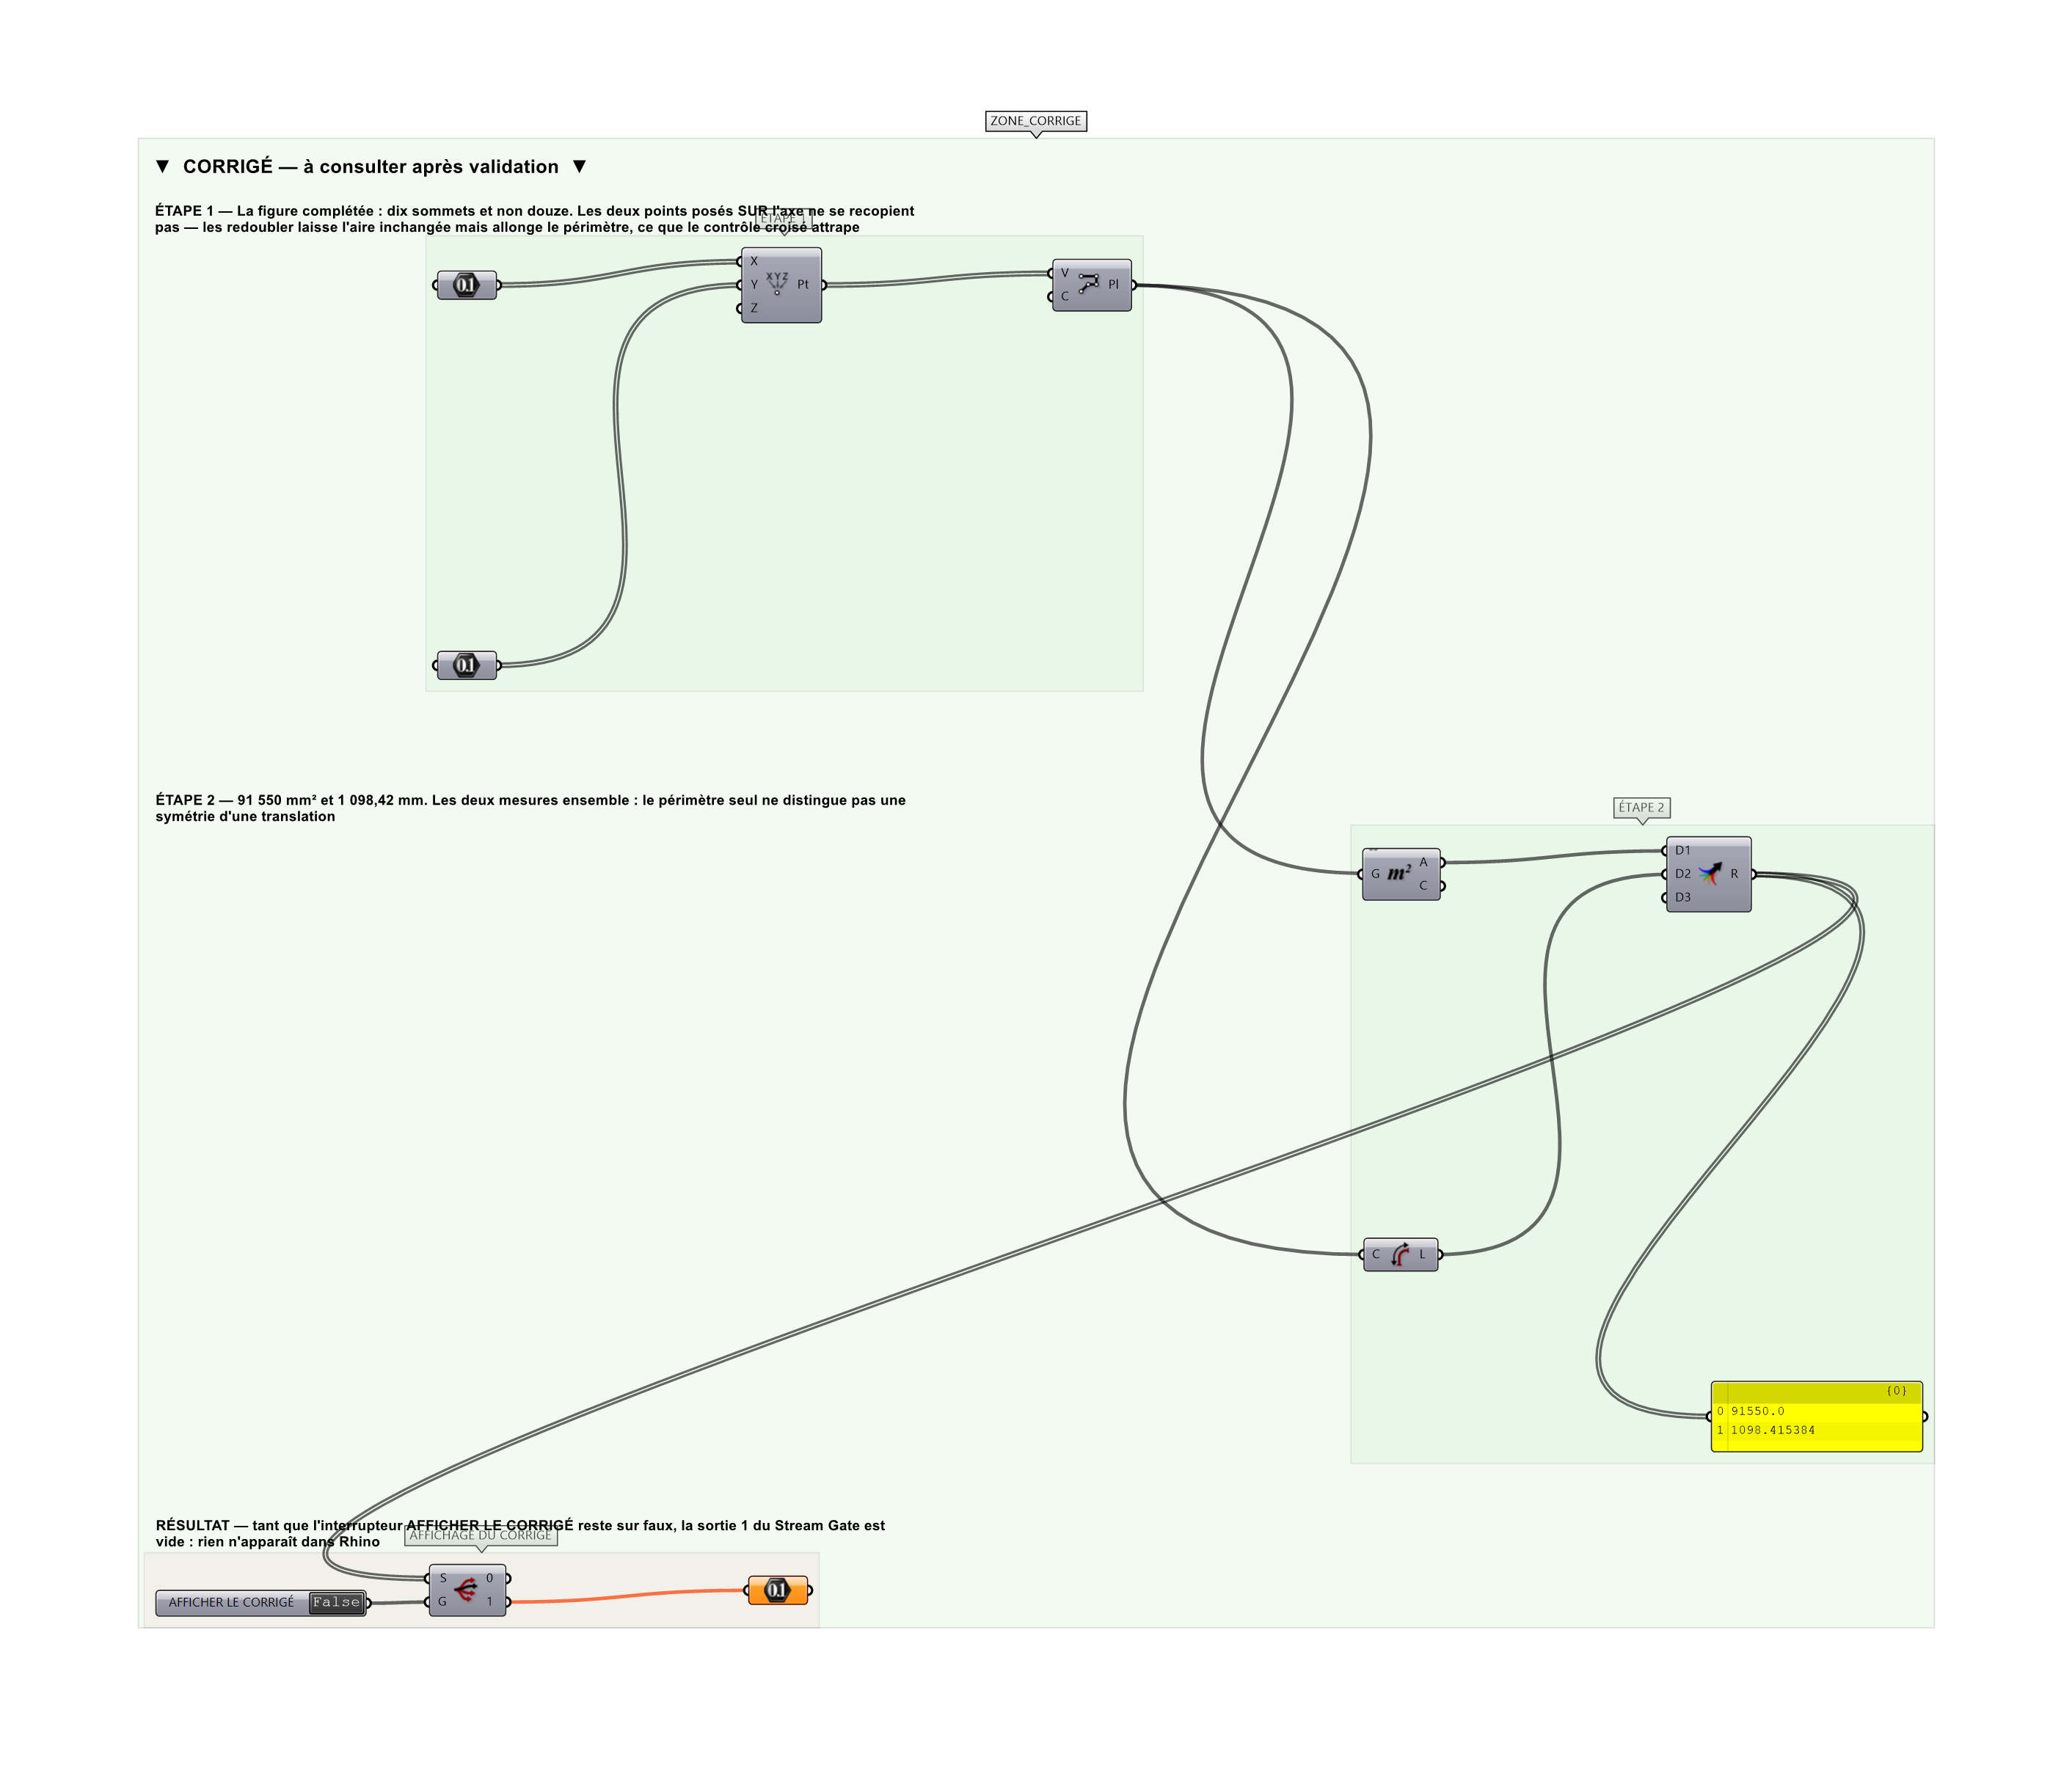 ZONE_CORRIGE
▼ CORRIGÉ — à consulter après validation ▼
ÉTAPE 1 — La figure complétée : dix sommets et non douze. Les deux points posés SUR l'axe ne se recopient
pas — les redoubler laisse l'aire inchangée mais allonge le périmètre, ce que le contrôle croisé attrape
ÉTAPE 1
0.1
X
Y
Z
XYZ
Pt
V
C
Pl
0.1
ÉTAPE 2 — 91 550 mm² et 1 098,42 mm. Les deux mesures ensemble : le périmètre seul ne distingue pas une
symétrie d'une translation
ÉTAPE 2
G
m²
A
C
D1
D2
D3
R
C
L
{0}
0 91550.0
1 1098.415384
RÉSULTAT — tant que l'interrupteur AFFICHER LE CORRIGÉ reste sur faux, la sortie 1 du Stream Gate est
vide : rien n'apparaît dans Rhino
AFFICHAGE DU CORRIGÉ
AFFICHER LE CORRIGÉ False
S
G
0
1
0.1